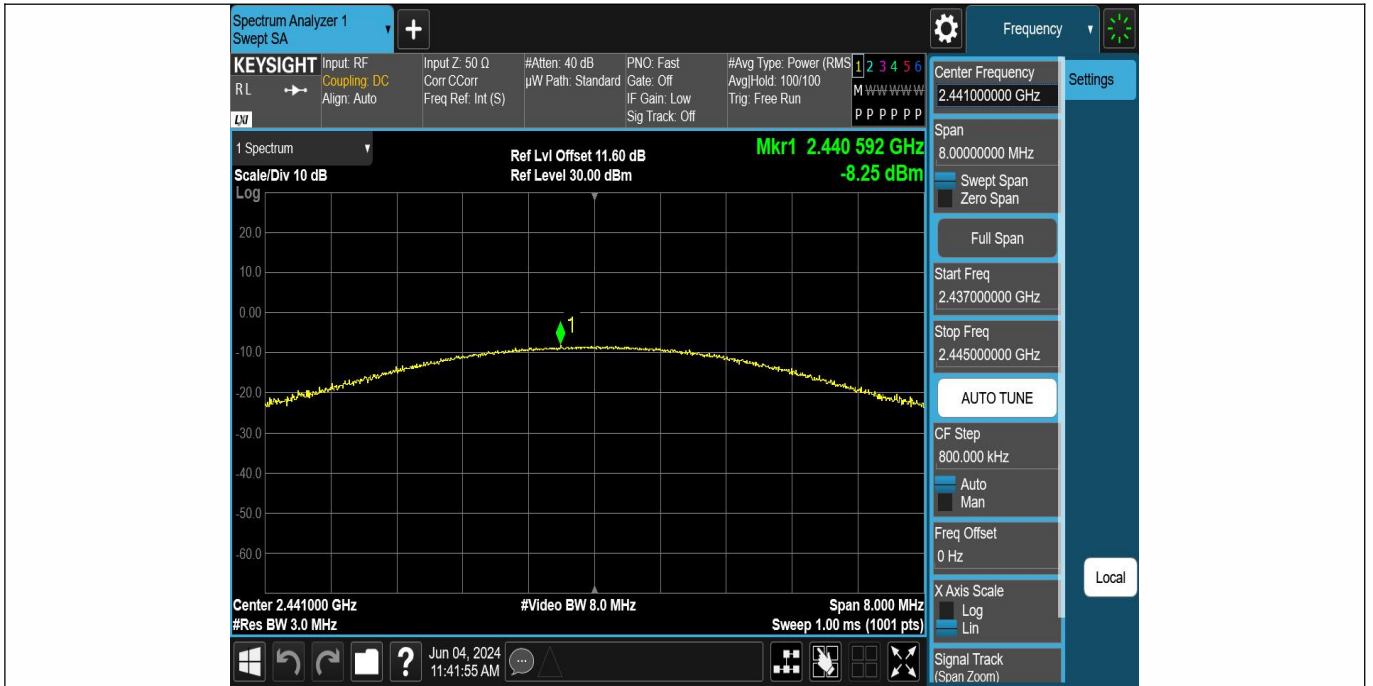 Spectrum Analyzer 1
Swept SA
+
Frequency
KEYSIGHT
RL
LXI
Input: RF
Coupling: DC
Align: Auto
Input Z: 50 Ω
Corr CCorr
Freq Ref: Int (S)
#Atten: 40 dB
µW Path: Standard
PNO: Fast
Gate: Off
IF Gain: Low
Sig Track: Off
#Avg Type: Power (RMS
Avg|Hold: 100/100
Trig: Free Run
1 2 3 4 5 6
M W W W W W
P P P P P P
1 Spectrum
Scale/Div 10 dB
Ref Lvl Offset 11.60 dB
Ref Level 30.00 dBm
Mkr1 2.440 592 GHz
-8.25 dBm
Log
20.0
10.0
0.00
-10.0
-20.0
-30.0
-40.0
-50.0
-60.0
1
Center 2.441000 GHz
#Res BW 3.0 MHz
#Video BW 8.0 MHz
Span 8.000 MHz
Sweep 1.00 ms (1001 pts)
Jun 04, 2024
11:41:55 AM
Center Frequency
2.441000000 GHz
Settings
Span
8.00000000 MHz
Swept Span
Zero Span
Full Span
Start Freq
2.437000000 GHz
Stop Freq
2.445000000 GHz
AUTO TUNE
CF Step
800.000 kHz
Auto
Man
Freq Offset
0 Hz
X Axis Scale
Log
Lin
Local
Signal Track
(Span Zoom)